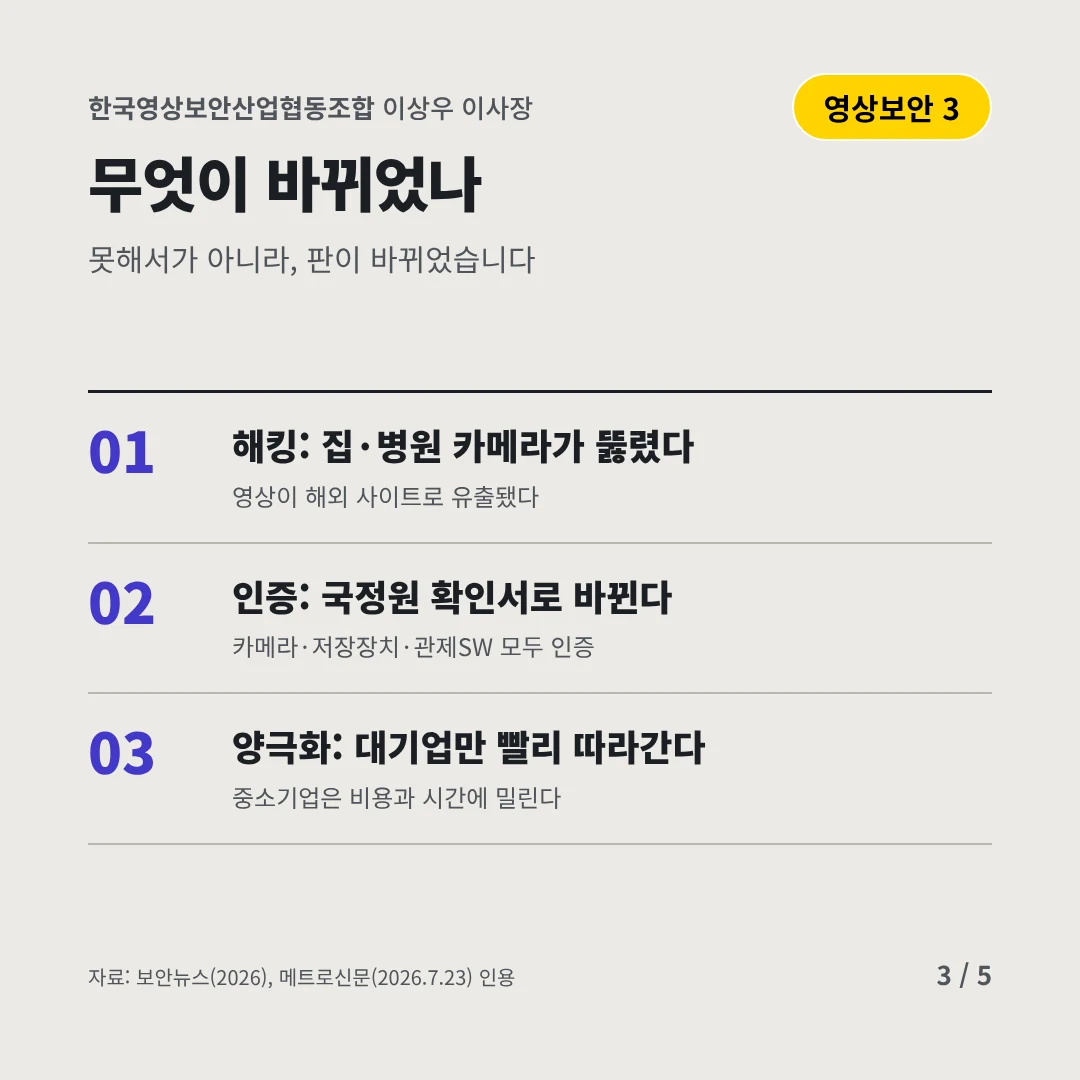 한국영상보안산업협동조합 이상우 이사장
영상보안 3
무엇이 바뀌었나
못해서가 아니라, 판이 바뀌었습니다
01
해킹: 집·병원 카메라가 뚫렸다
영상이 해외 사이트로 유출됐다
02
인증: 국정원 확인서로 바뀐다
카메라·저장장치·관제SW 모두 인증
03
양극화: 대기업만 빨리 따라간다
중소기업은 비용과 시간에 밀린다
자료: 보안뉴스(2026), 메트로신문(2026.7.23) 인용
3 / 5